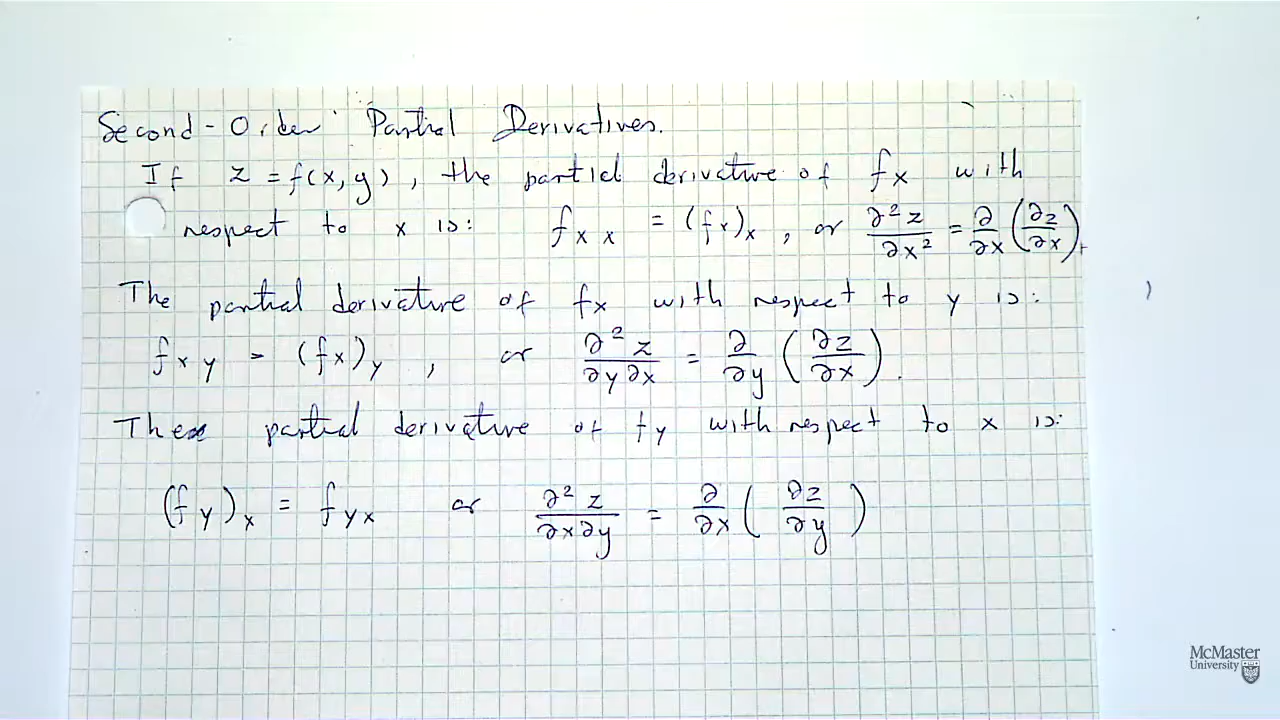 Second-Order Partial Derivatives.
If z = f(x,y), the partial derivative of fx with
respect to x is: fxx = (fx)x, or ∂²z/∂x² = ∂/∂x (∂z/∂x).
The partial derivative of fx with respect to y is:
fxy = (fx)y, or ∂²z/∂y∂x = ∂/∂y (∂z/∂x).
The partial derivative of fy with respect to x is:
(fy)x = fyx or ∂²z/∂x∂y = ∂/∂x (∂z/∂y)
McMaster
University